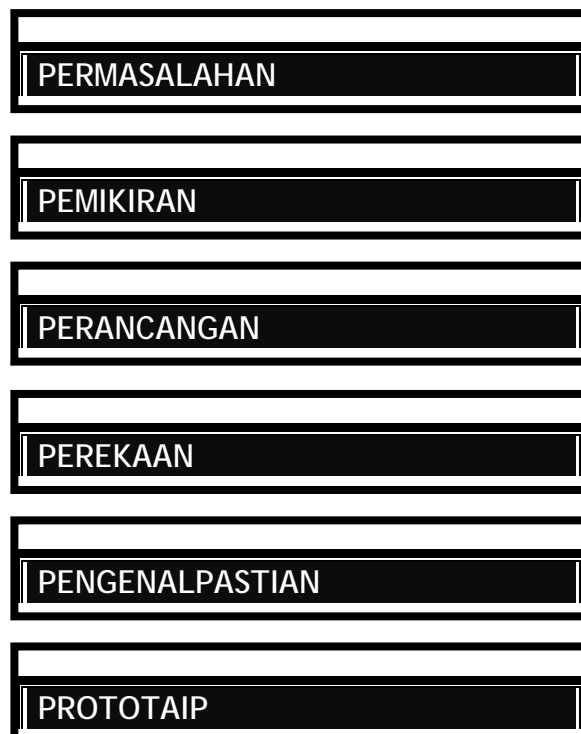 PERMASALAHAN
PEMIKIRAN
PERANCANGAN
PEREKAAN
PENGENALPASTIAN
PROTOTAIP